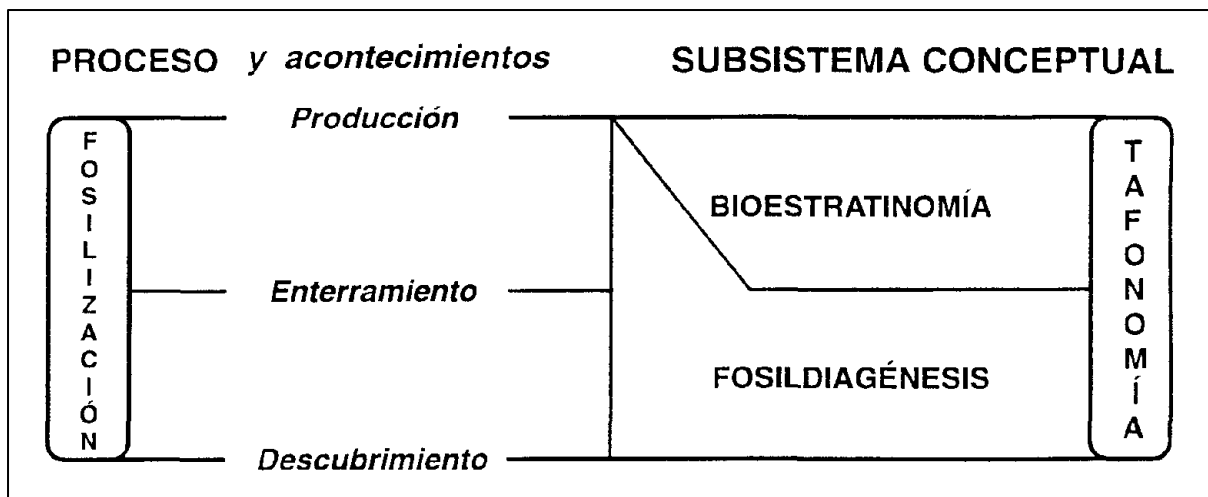 PROCESO y acontecimientos
SUBSISTEMA CONCEPTUAL
Producción
FOSILIZACIÓN
BIOESTRATINOMÍA
TAFONOMÍA
Enterramiento
FOSILDIAGÉNESIS
Descubrimiento